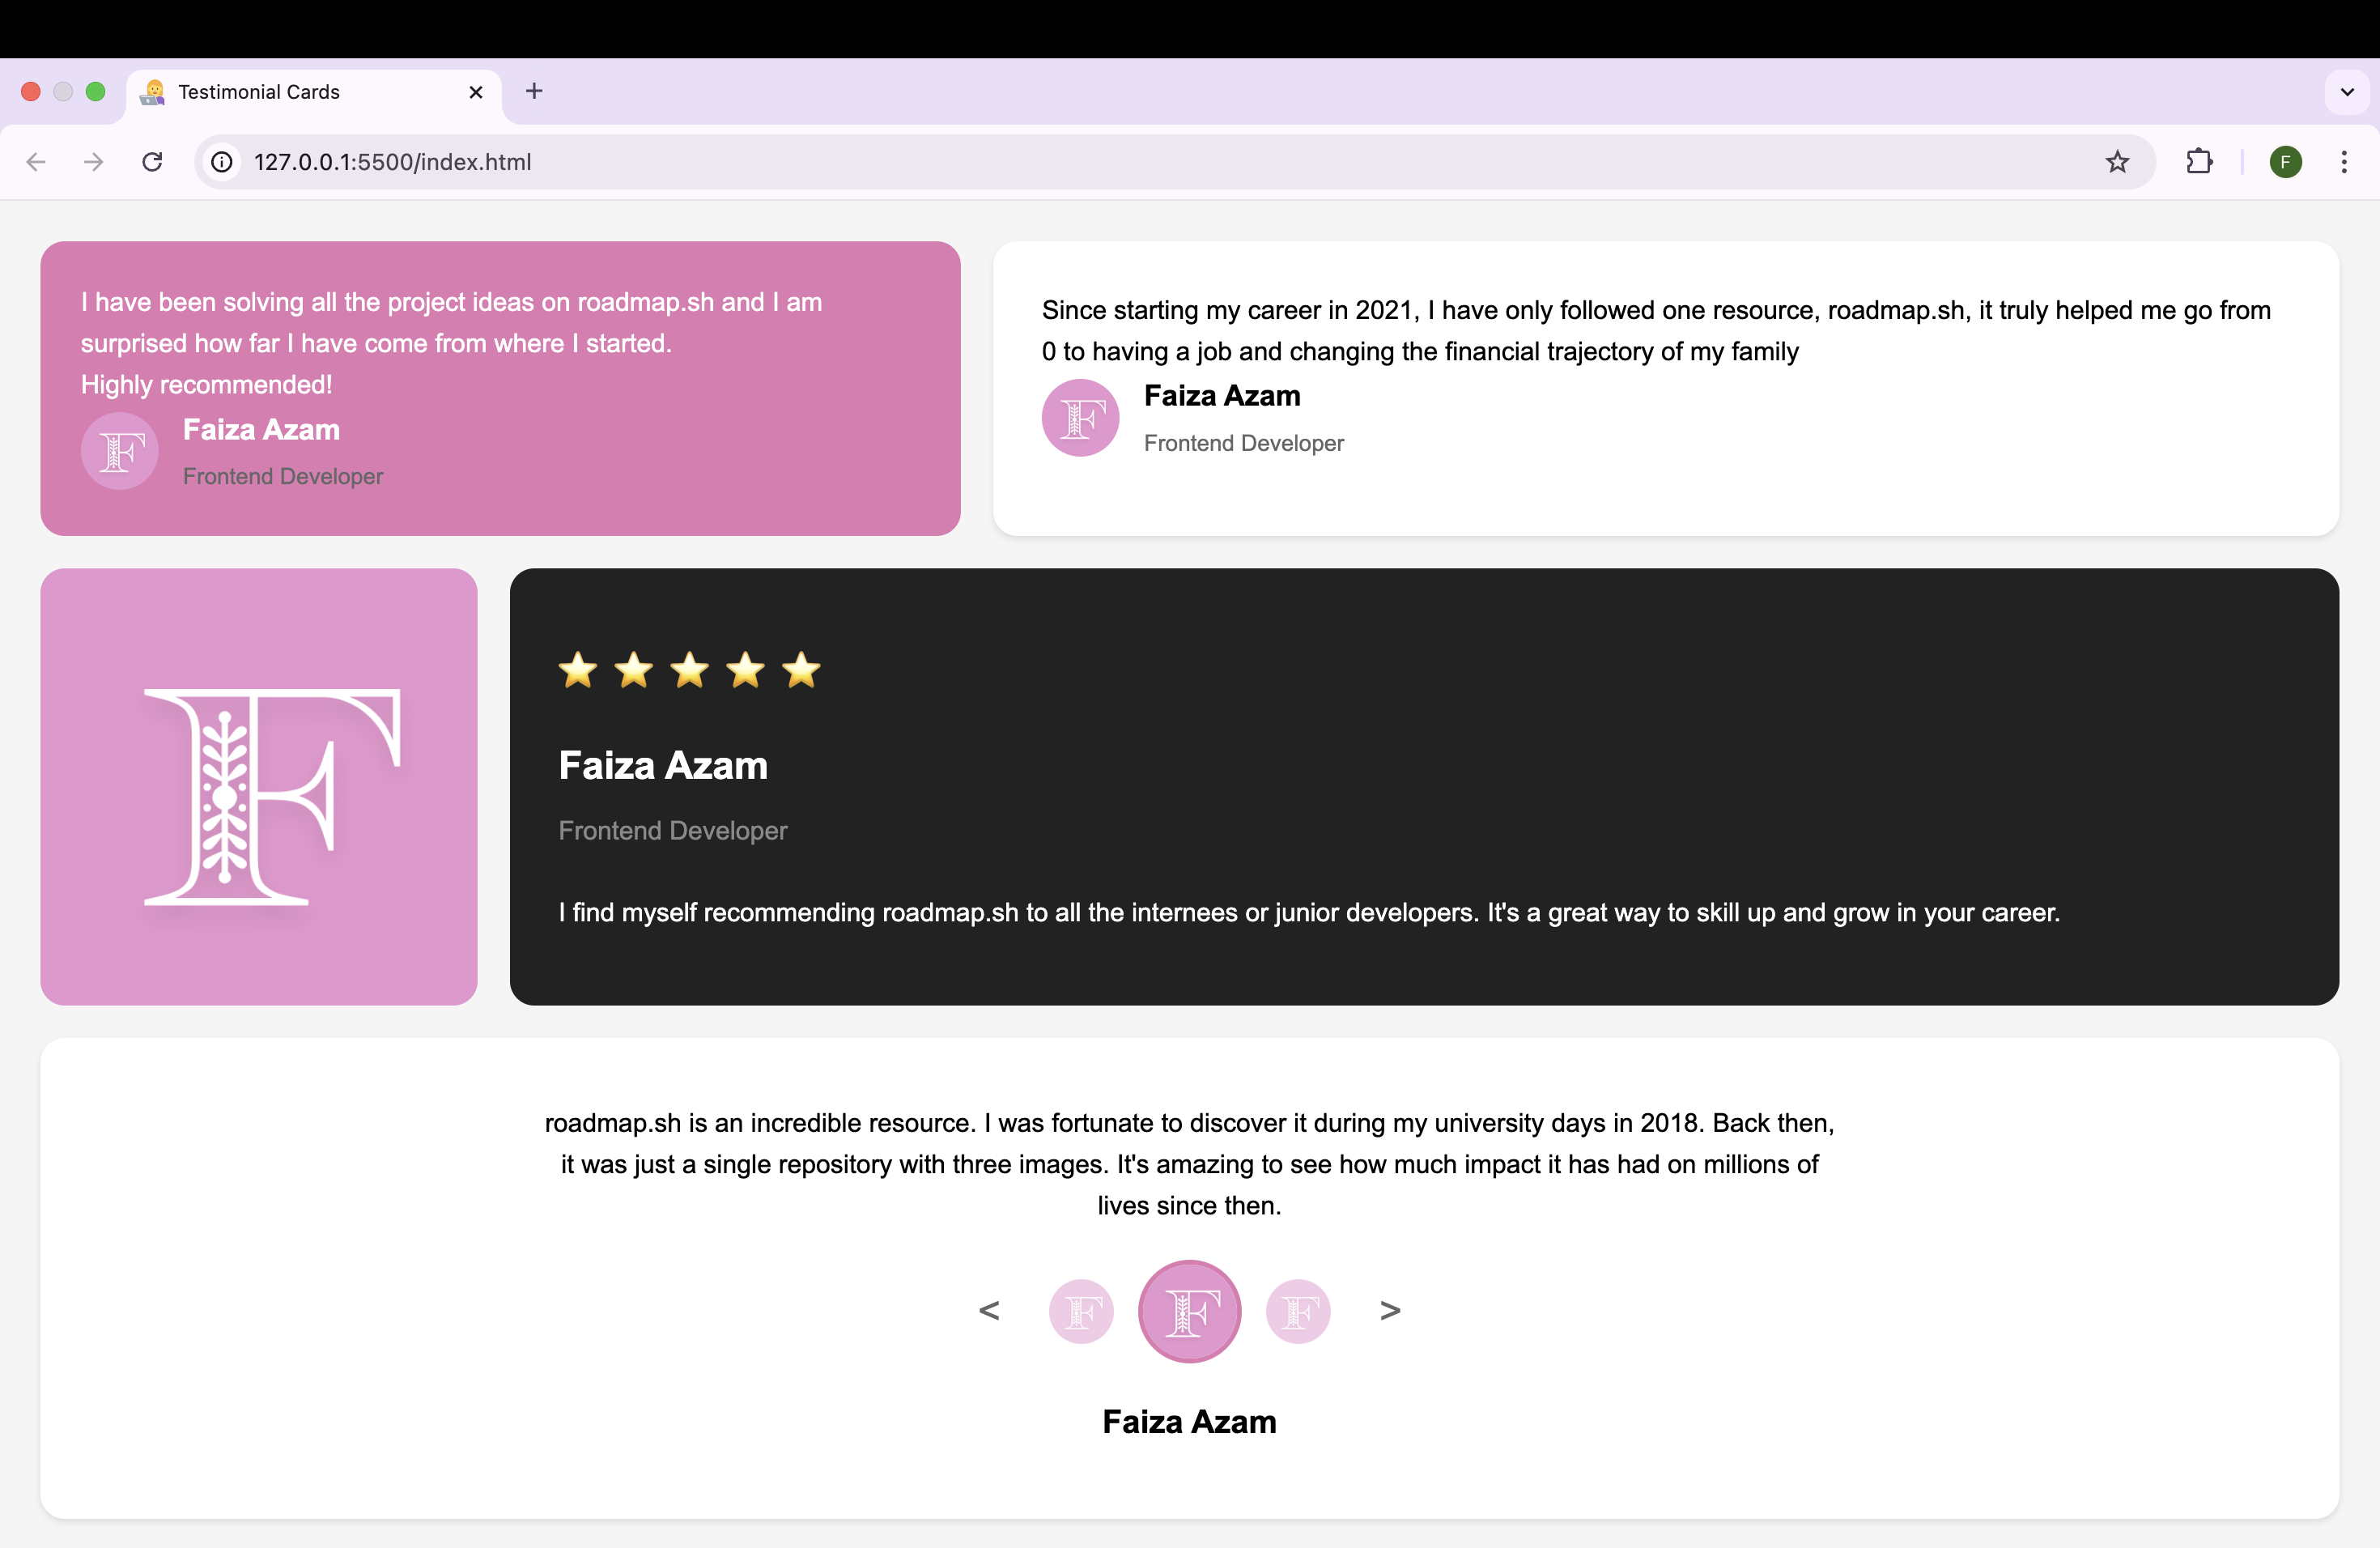 Testimonial Cards
127.0.0.1:5500/index.html
F
I have been solving all the project ideas on roadmap.sh and I am
surprised how far I have come from where I started.
Highly recommended!
F
Faiza Azam
Frontend Developer
Since starting my career in 2021, I have only followed one resource, roadmap.sh, it truly helped me go from
0 to having a job and changing the financial trajectory of my family
F
Faiza Azam
Frontend Developer
F
Faiza Azam
Frontend Developer
I find myself recommending roadmap.sh to all the internees or junior developers. It's a great way to skill up and grow in your career.
roadmap.sh is an incredible resource. I was fortunate to discover it during my university days in 2018. Back then,
it was just a single repository with three images. It's amazing to see how much impact it has had on millions of
lives since then.
< F F F >
Faiza Azam